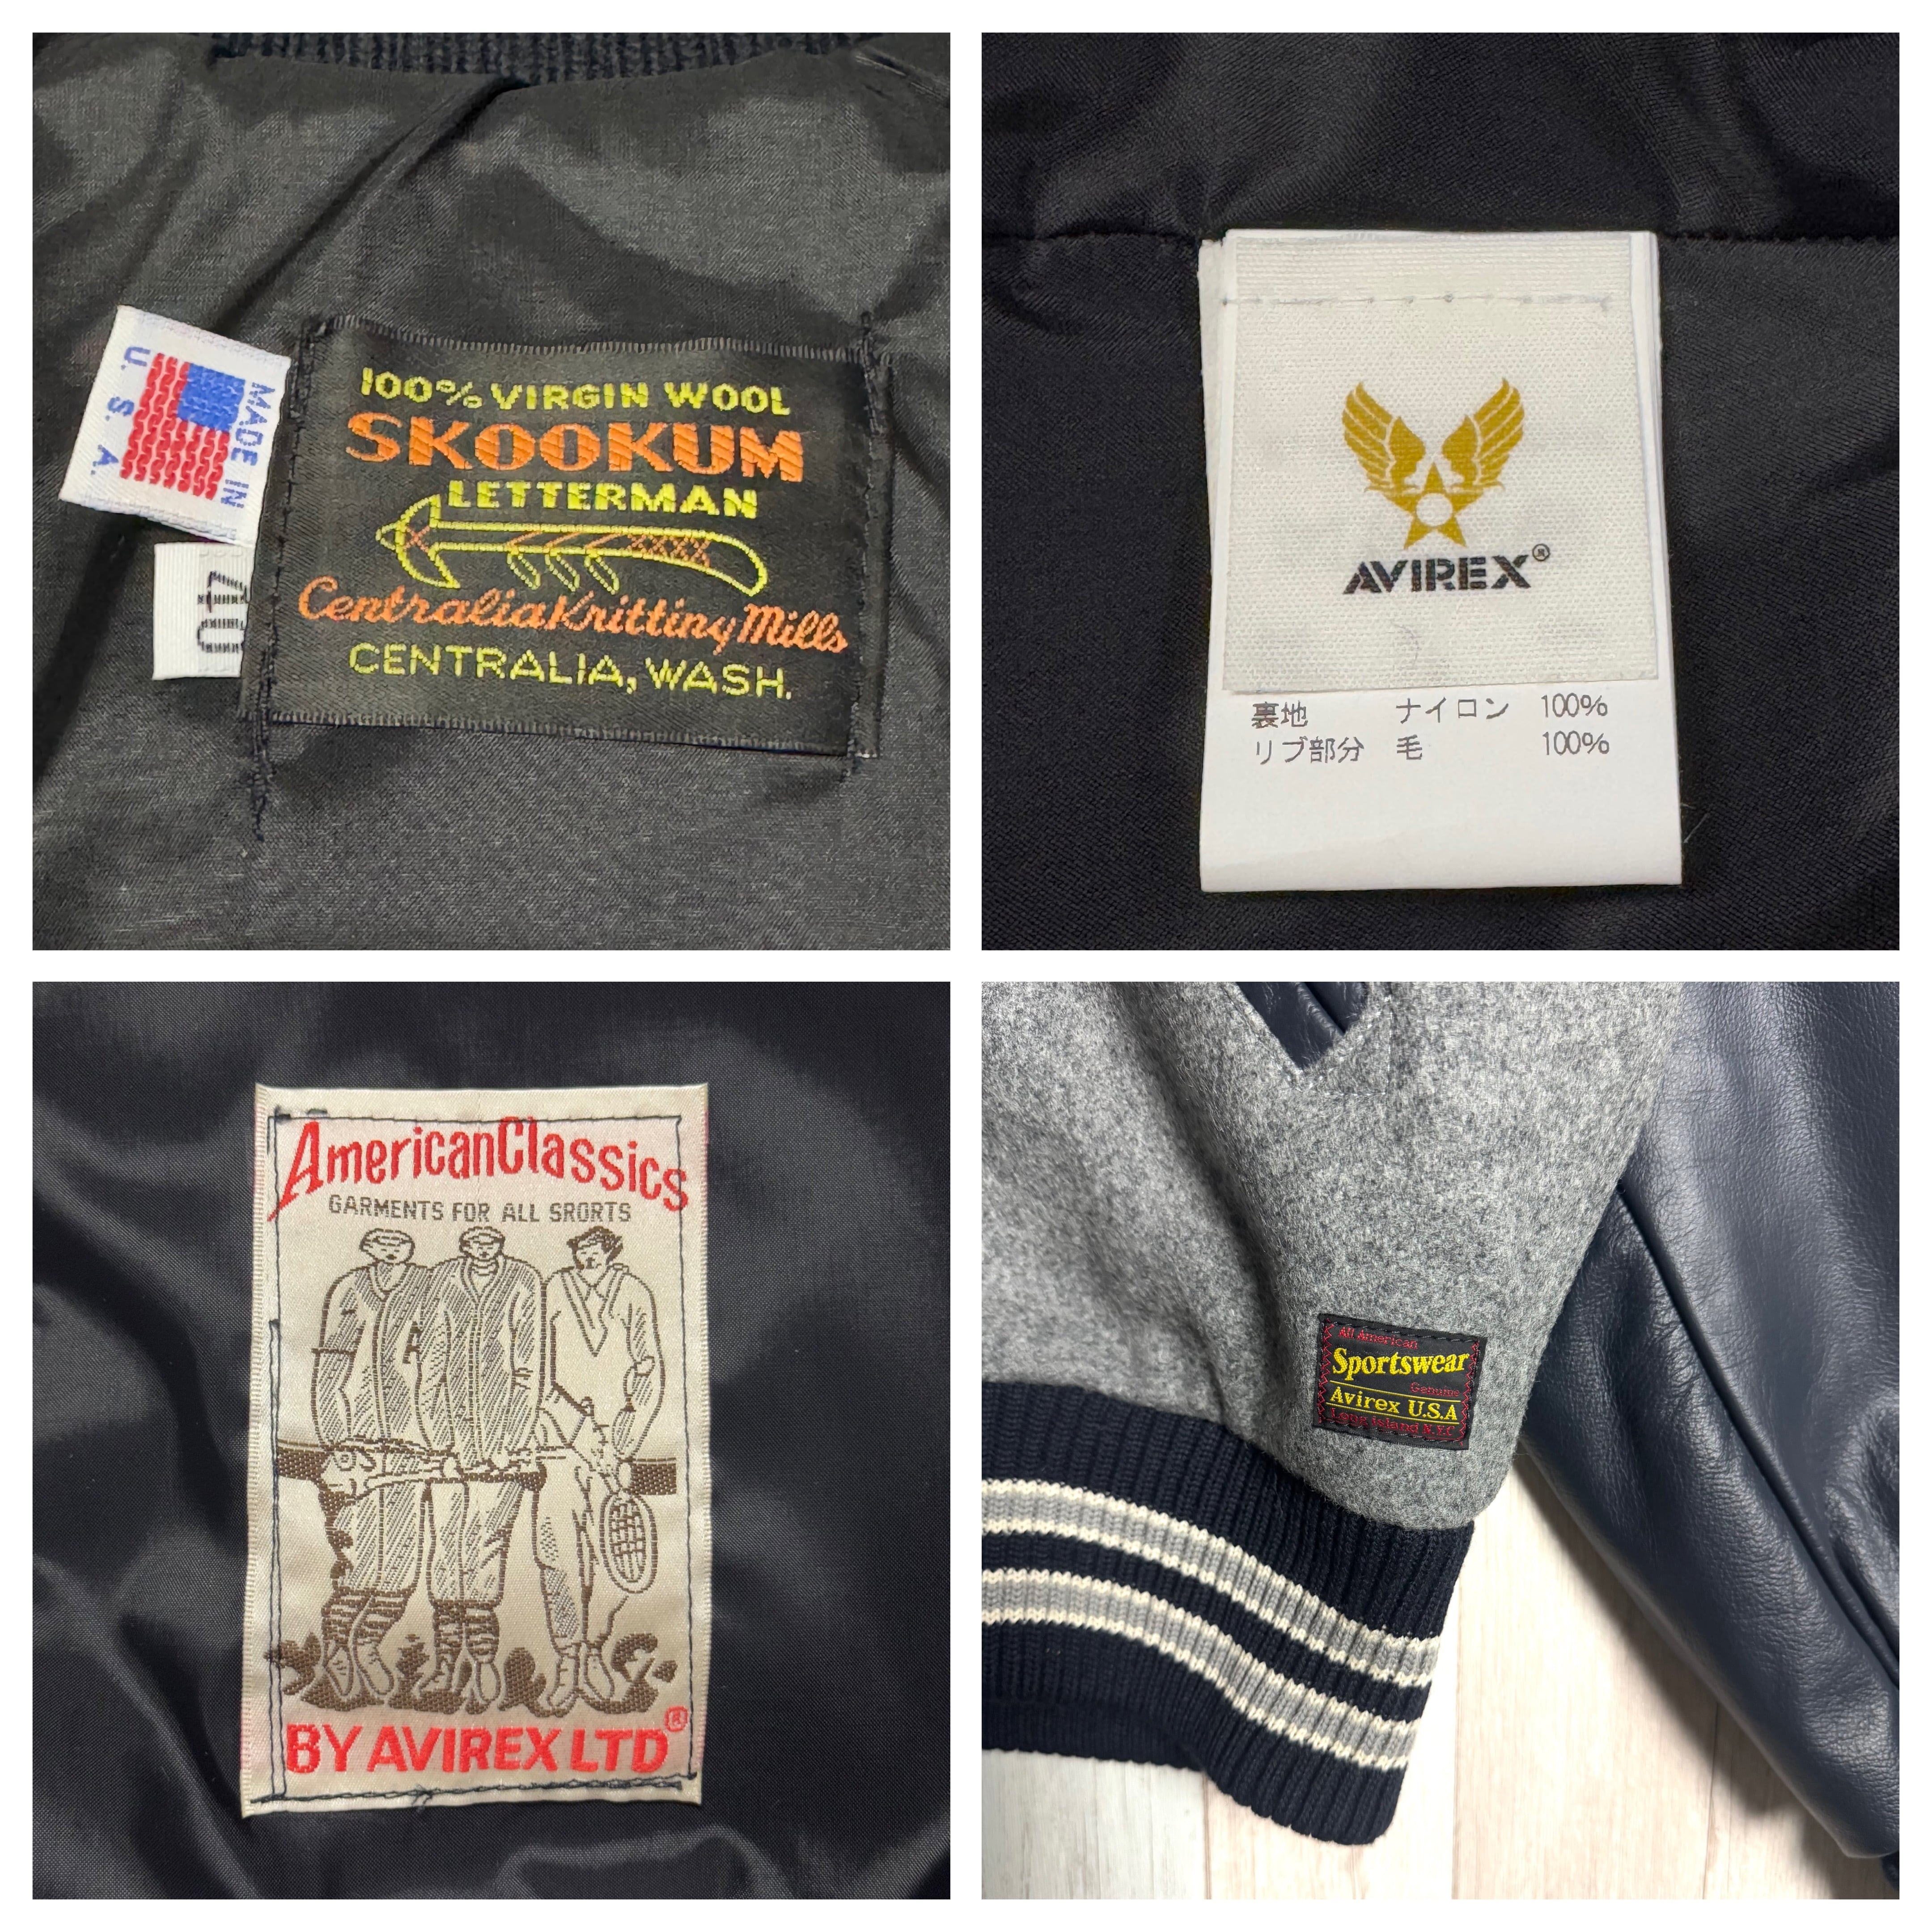 100% VIRGIN WOOL
SKOOKUM
LETTERMAN
Centralia Knitting Mills
CENTRALIA, WASH.
MADE IN
U. S. A.
40
AVIREX®
裏地 ナイロン 100%
リブ部分 毛 100%
AmericanClassics
GARMENTS FOR ALL SRORTS
BY AVIREX LTD®
All American
Sportswear
Genuine
Avirex U.S.A
Long Island N.Y.C